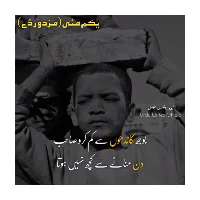 یکم مئی (مزدور ڈے)
بوجھ کاندھوں سے کم کرو صاحب
دن منانے سے کچھ نہیں ہوتا